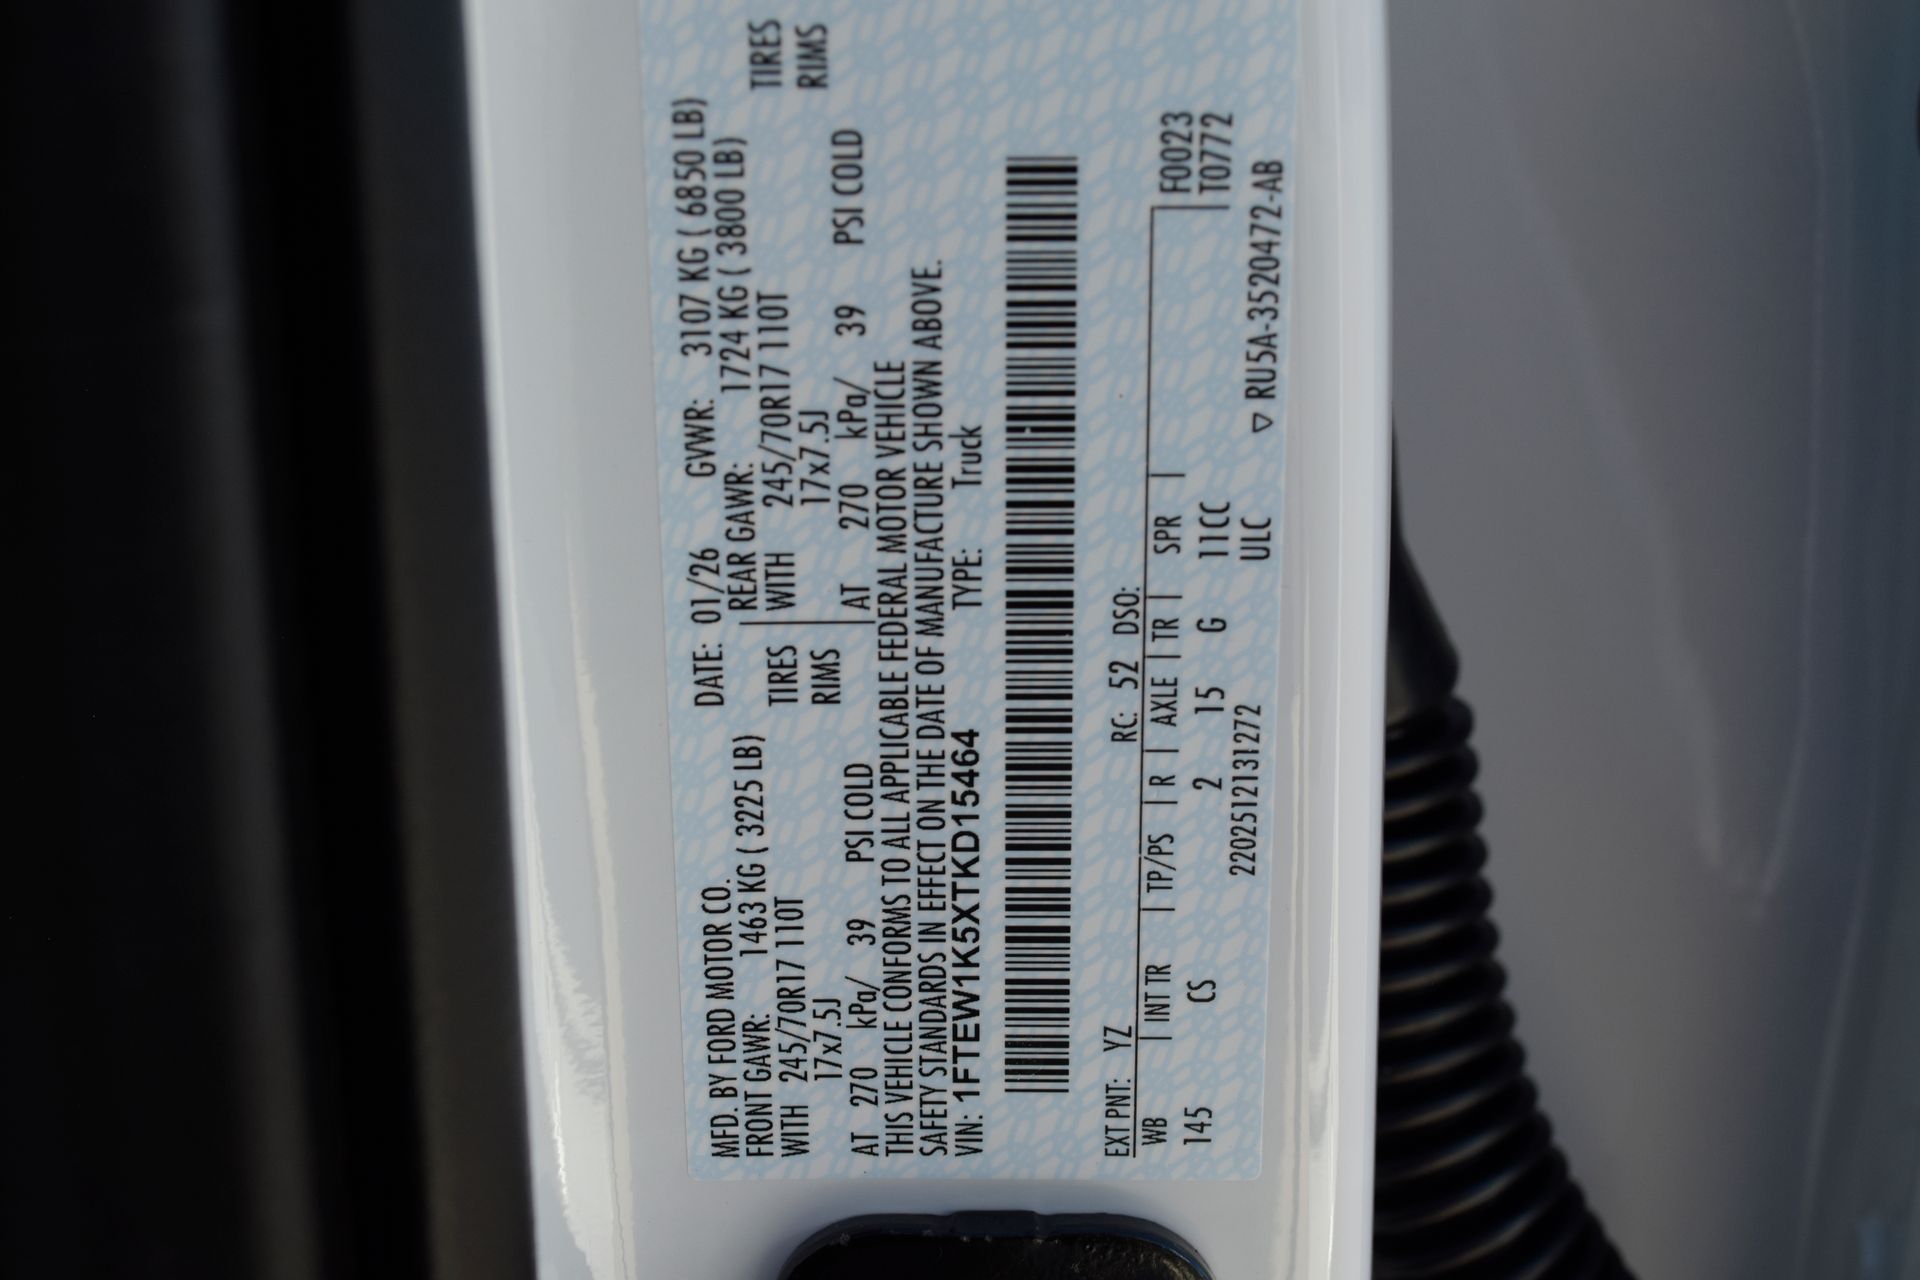 MFD. BY FORD MOTOR CO. DATE: 01/26 GVWR: 3107 KG ( 6850 LB)
FRONT GAWR: 1463 KG ( 3225 LB) REAR GAWR: 1724 KG ( 3800 LB)
WITH 245/70R17 110T TIRES WITH 245/70R17 110T TIRES
17x7.5J RIMS 17x7.5J RIMS
AT 270 kPa/ 39 PSI COLD AT 270 kPa/ 39 PSI COLD
THIS VEHICLE CONFORMS TO ALL APPLICABLE FEDERAL MOTOR VEHICLE
SAFETY STANDARDS IN EFFECT ON THE DATE OF MANUFACTURE SHOWN ABOVE.
VIN: 1FTEW1K5XTKD15464 TYPE: Truck
EXT PNT: YZ RC: 52 DSO:
WB INT TR TP/PS R AXLE TR SPR F0023
145 CS 2 15 G 11CC T0772
2202512131272 ULC
▽ RU5A-3520472-AB